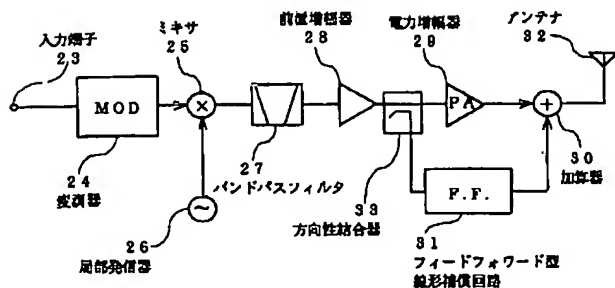 入力端子
23
MOD
24
変調器
ミキサ
25
26
局部発信器
27
バンドパスフィルタ
前置増幅器
28
33
方向性結合器
電力増幅器
29
PA
F.F.
31
フィードフォワード型
線形補償回路
アンテナ
32
30
加算器